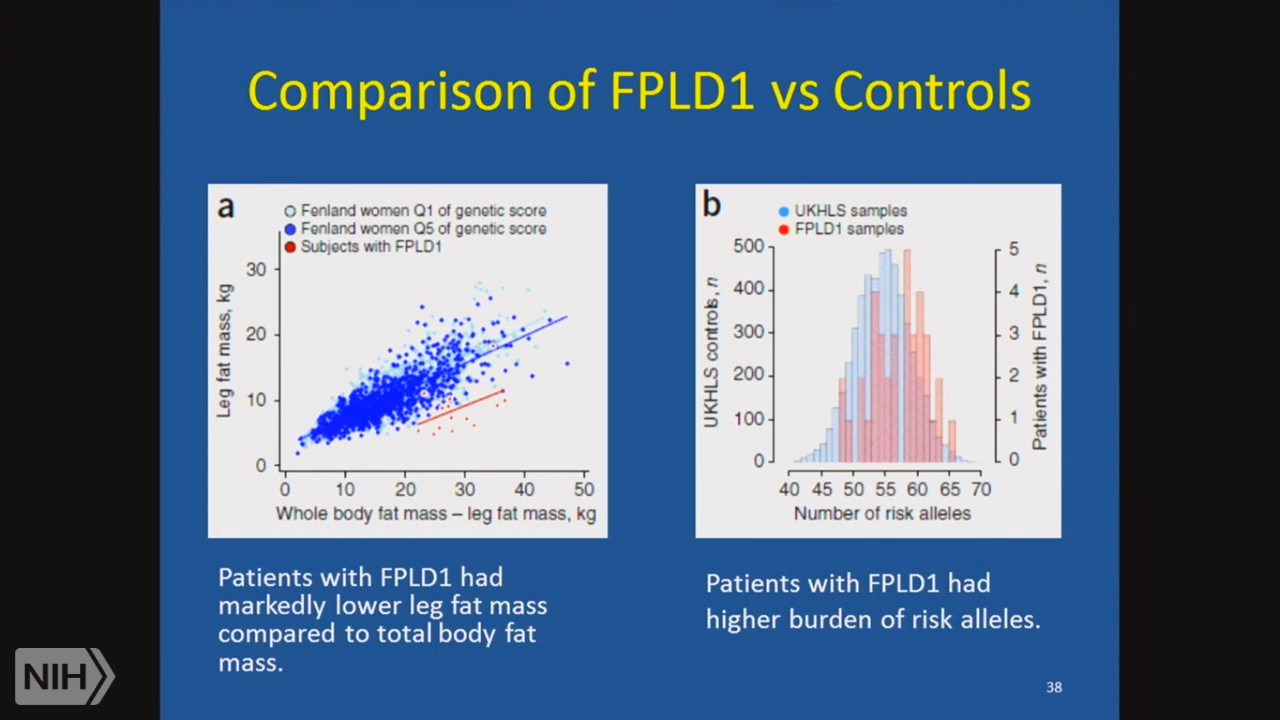 Comparison of FPLD1 vs Controls
a
Fenland women Q1 of genetic score
Fenland women Q5 of genetic score
Subjects with FPLD1
Leg fat mass, kg
30
20
10
0
0 10 20 30 40 50
Whole body fat mass – leg fat mass, kg
b
UKHLS samples
FPLD1 samples
UKHLS controls, n
500
400
300
200
100
0
5
4
3
2
1
0
Patients with FPLD1, n
40 45 50 55 60 65 70
Number of risk alleles
Patients with FPLD1 had
markedly lower leg fat mass
compared to total body fat
mass.
Patients with FPLD1 had
higher burden of risk alleles.
NIH
38